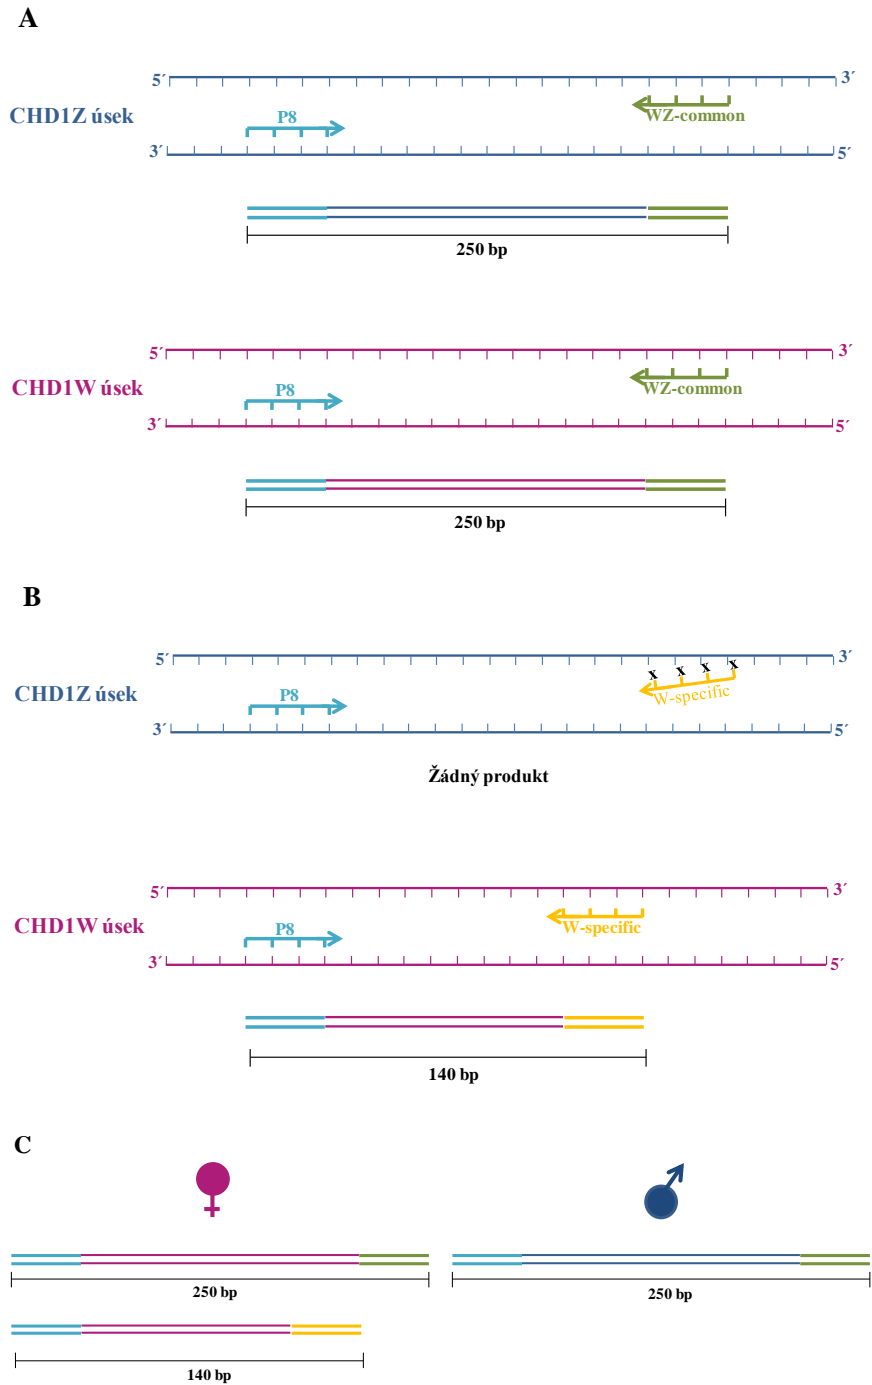 A
5´ 3´
CHD1Z úsek
P8 WZ-common
3´ 5´
250 bp
5´ 3´
CHD1W úsek
P8 WZ-common
3´ 5´
250 bp
B
5´ 3´
x x x x
CHD1Z úsek
P8 W-specific
3´ 5´
Žádný produkt
5´ 3´
CHD1W úsek
P8 W-specific
3´ 5´
140 bp
C
250 bp 250 bp
140 bp